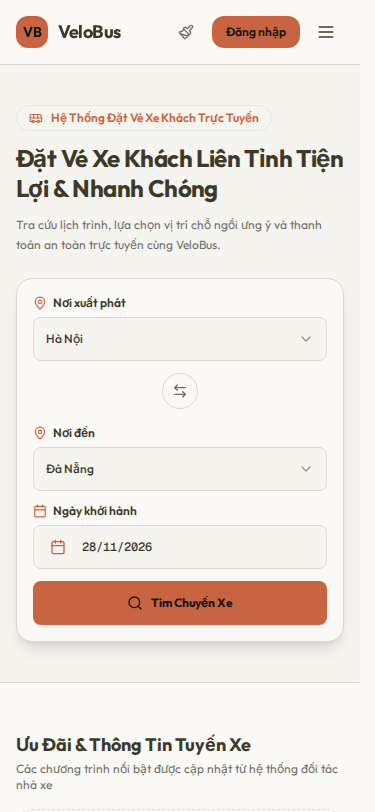 VB VeloBus Đăng nhập
Hệ Thống Đặt Vé Xe Khách Trực Tuyến
Đặt Vé Xe Khách Liên Tỉnh Tiện
Lợi & Nhanh Chóng
Tra cứu lịch trình, lựa chọn vị trí chỗ ngồi ưng ý và thanh
toán an toàn trực tuyến cùng VeloBus.
Nơi xuất phát
Hà Nội
Nơi đến
Đà Nẵng
Ngày khởi hành
28/11/2026
Tìm Chuyến Xe
Ưu Đãi & Thông Tin Tuyến Xe
Các chương trình nổi bật được cập nhật từ hệ thống đối tác
nhà xe